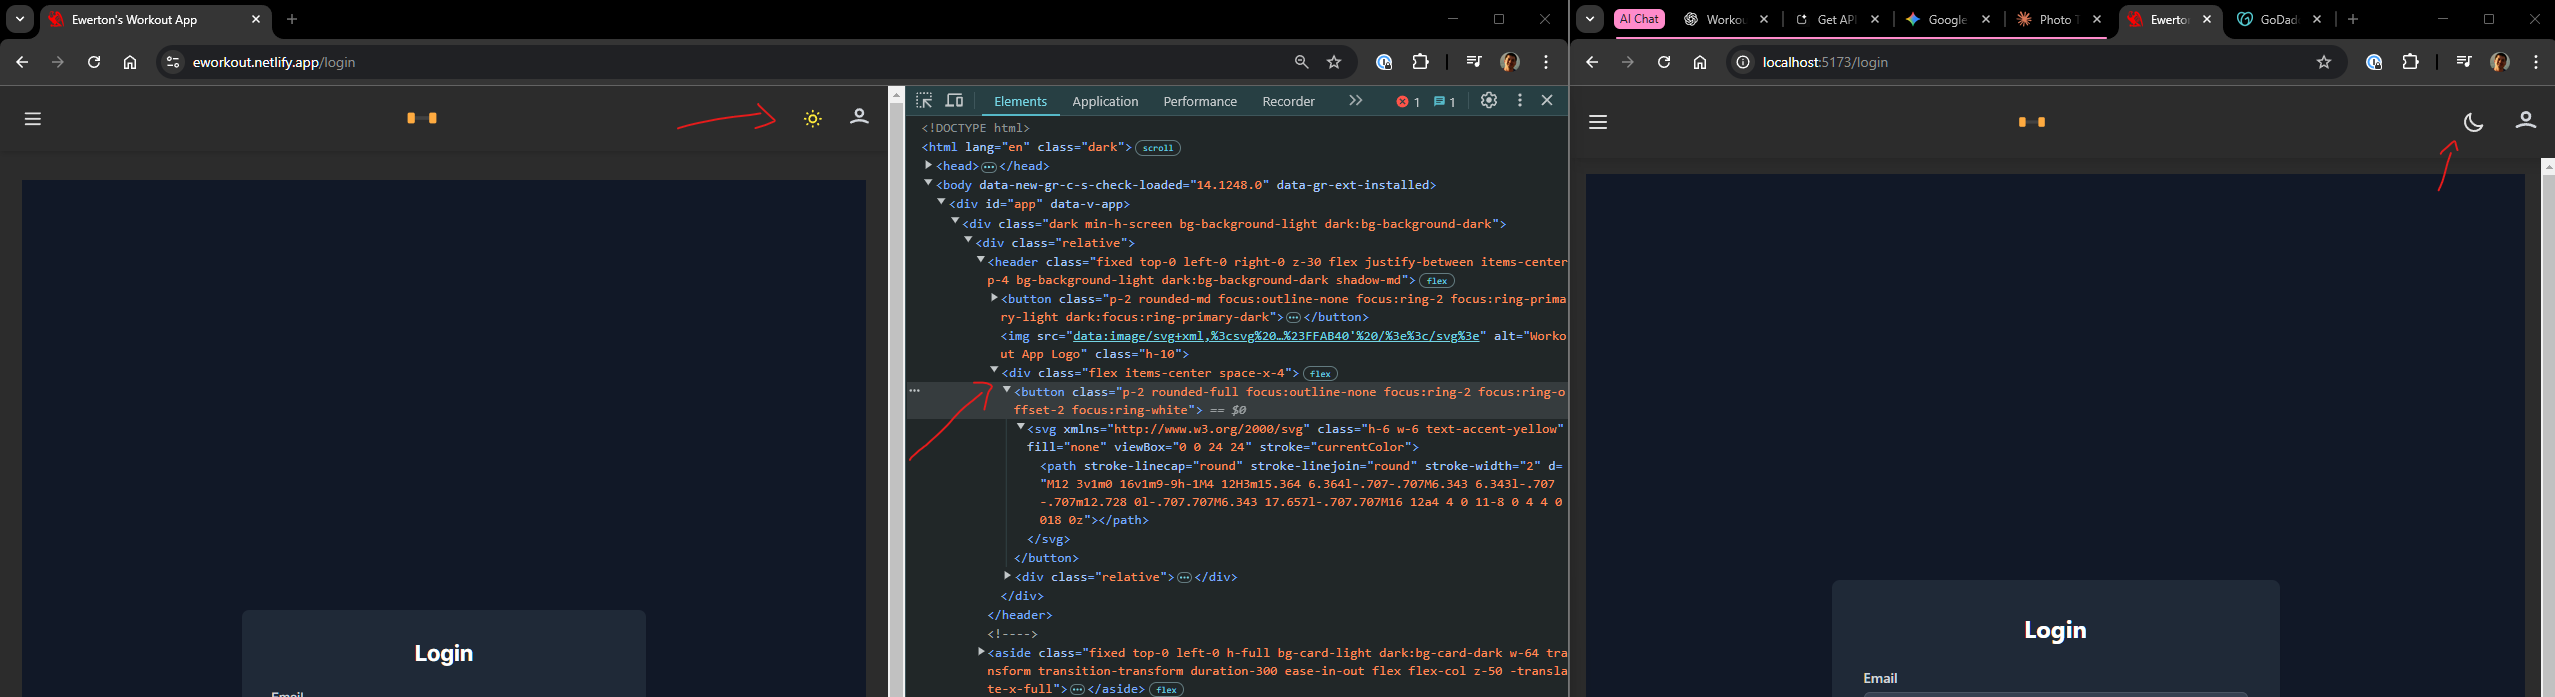 Ewerton's Workout App
eworkout.netlify.app/login
Login
Email
Elements
Application
Performance
Recorder
1
1
<!DOCTYPE html>
<html lang="en" class="dark"> scroll
<head> ··· </head>
<body data-new-gr-c-s-check-loaded="14.1248.0" data-gr-ext-installed>
<div id="app" data-v-app>
<div class="dark min-h-screen bg-background-light dark:bg-background-dark">
<div class="relative">
<header class="fixed top-0 left-0 right-0 z-30 flex justify-between items-center
p-4 bg-background-light dark:bg-background-dark shadow-md"> flex
<button class="p-2 rounded-md focus:outline-none focus:ring-2 focus:ring-prima
ry-light dark:focus:ring-primary-dark"> ··· </button>
<img src="data:image/svg+xml,%3csvg%20…%23FFAB40'%20/%3e%3c/svg%3e" alt="Worko
ut App Logo" class="h-10">
<div class="flex items-center space-x-4"> flex
<button class="p-2 rounded-full focus:outline-none focus:ring-2 focus:ring-o
ffset-2 focus:ring-white"> == $0
<svg xmlns="http://www.w3.org/2000/svg" class="h-6 w-6 text-accent-yellow"
fill="none" viewBox="0 0 24 24" stroke="currentColor">
<path stroke-linecap="round" stroke-linejoin="round" stroke-width="2" d=
"M12 3v1m0 16v1m9-9h-1M4 12H3m15.364 6.364l-.707-.707M6.343 6.343l-.707
-.707m12.728 0l-.707.707M6.343 17.657l-.707.707M16 12a4 4 0 11-8 0 4 4 0
018 0z"></path>
</svg>
</button>
<div class="relative"> ··· </div>
</div>
</header>
<!---->
<aside class="fixed top-0 left-0 h-full bg-card-light dark:bg-card-dark w-64 tra
nsform transition-transform duration-300 ease-in-out flex flex-col z-50 -transla
te-x-full"> ··· </aside> flex
AI Chat
Workou
Get API
Google
Photo T
Ewerto
GoDad
localhost:5173/login
Login
Email